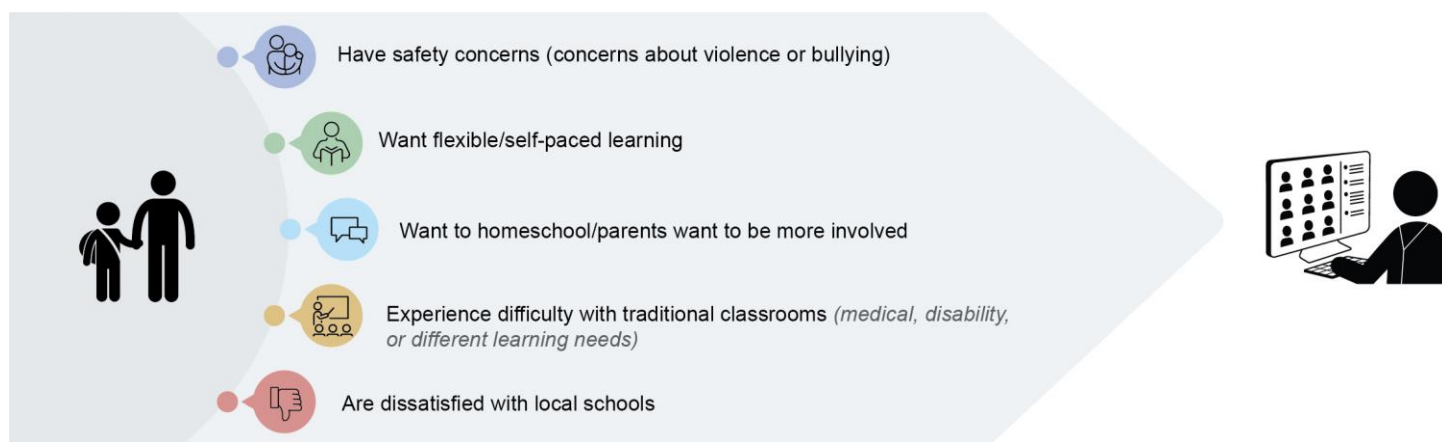 Have safety concerns (concerns about violence or bullying)
Want flexible/self-paced learning
Want to homeschool/parents want to be more involved
Experience difficulty with traditional classrooms (medical, disability,
or different learning needs)
Are dissatisfied with local schools